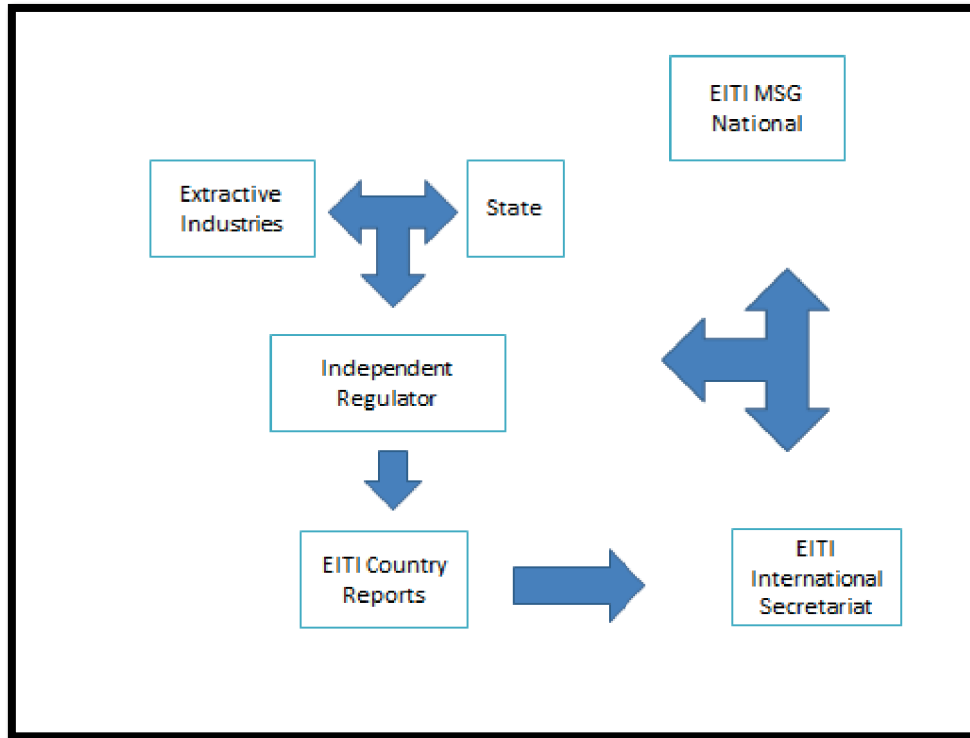 EITI MSG
National
Extractive
Industries
State
Independent
Regulator
EITI Country
Reports
EITI
International
Secretariat